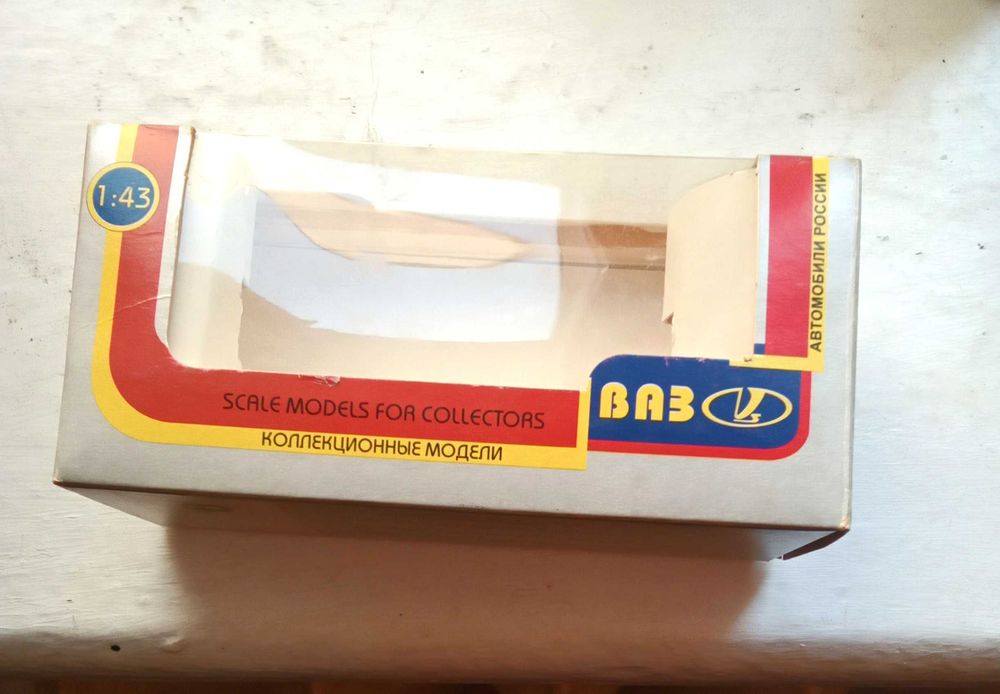 1:43
SCALE MODELS FOR COLLECTORS
КОЛЛЕКЦИОННЫЕ МОДЕЛИ
ВАЗ
АВТОМОБИЛИ РОССИИ